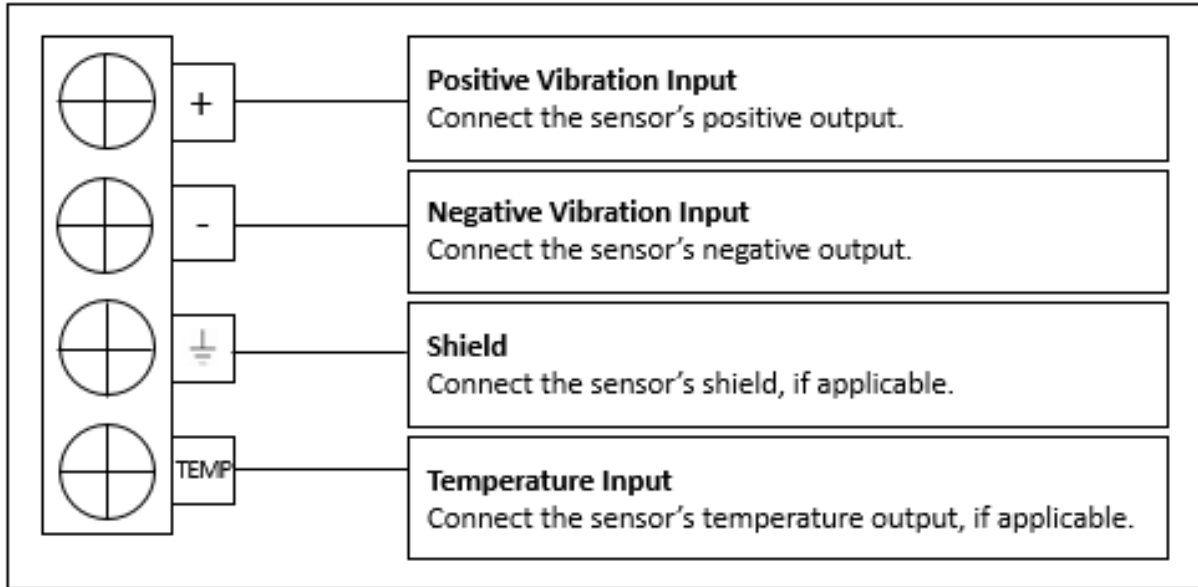 +
Positive Vibration Input
Connect the sensor’s positive output.
-
Negative Vibration Input
Connect the sensor’s negative output.
Shield
Connect the sensor’s shield, if applicable.
TEMP
Temperature Input
Connect the sensor’s temperature output, if applicable.